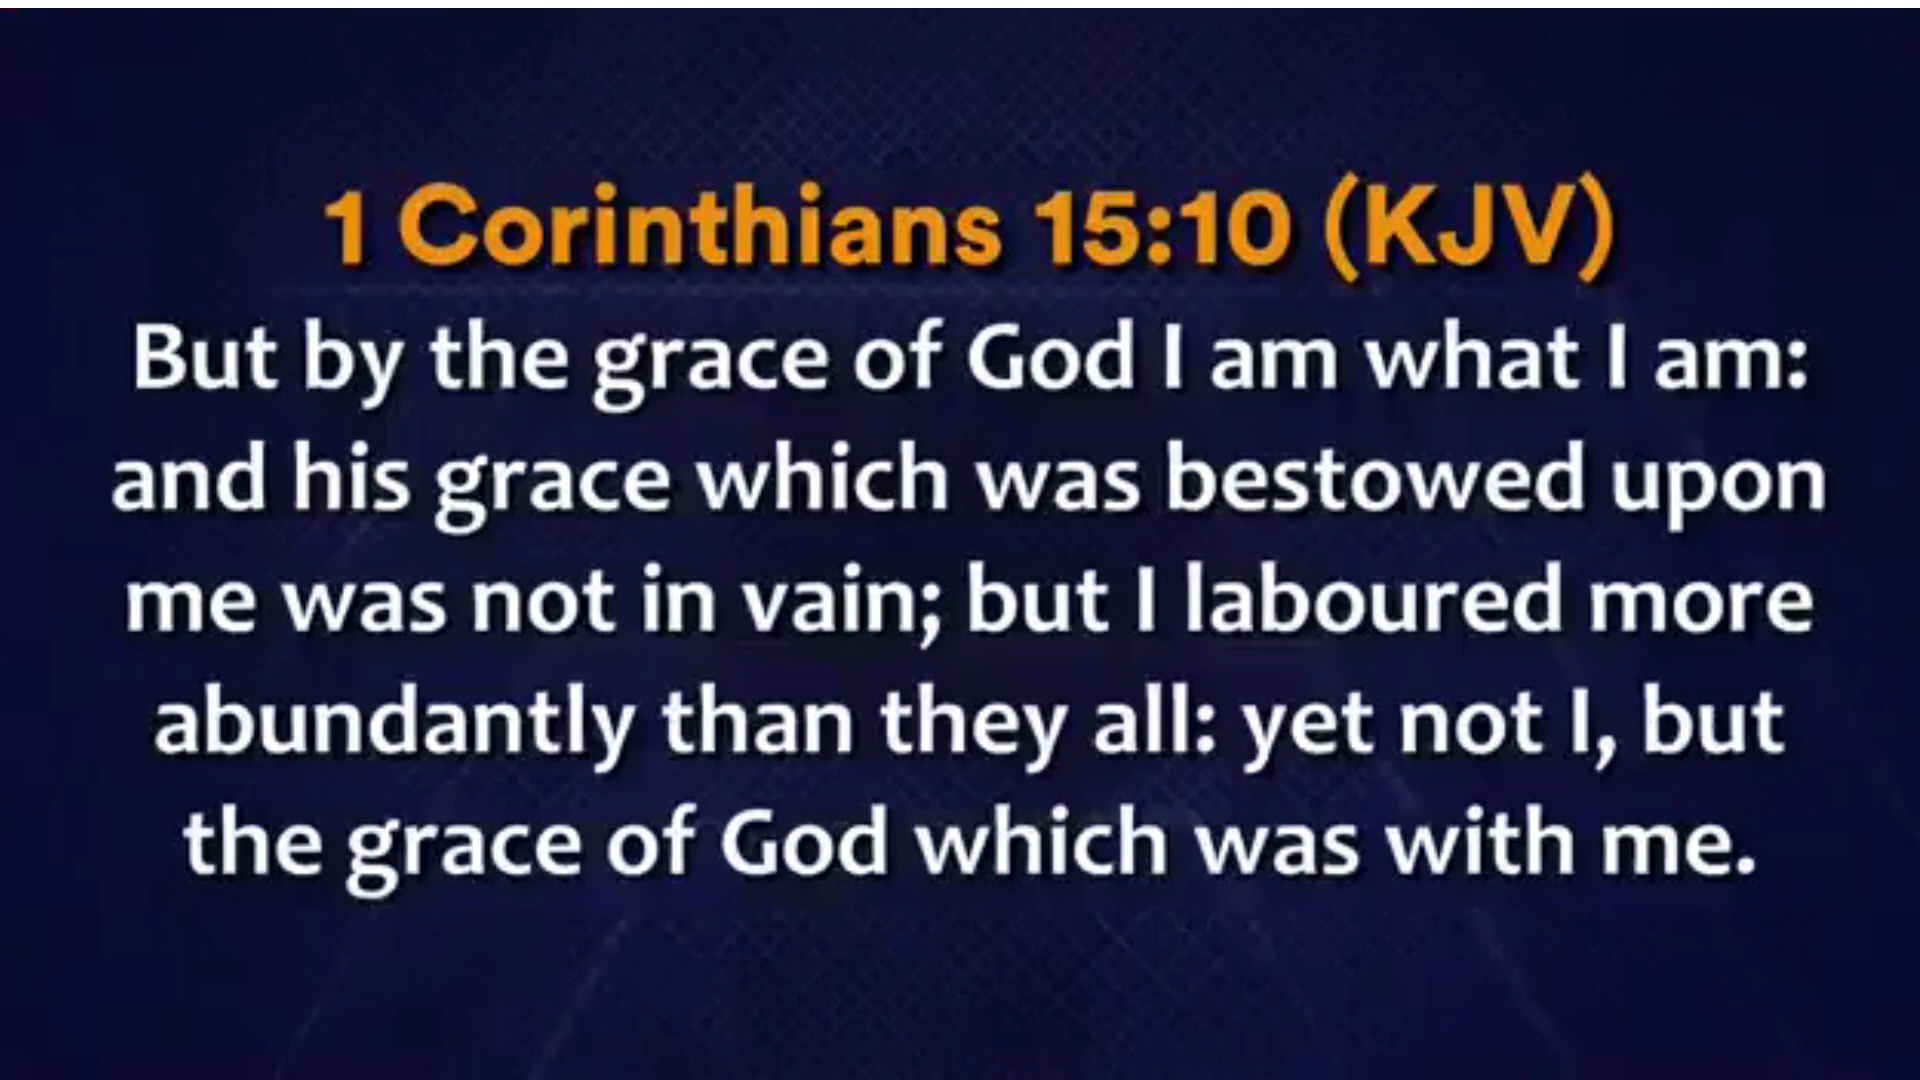 1 Corinthians 15:10 (KJV)
But by the grace of God I am what I am:
and his grace which was bestowed upon
me was not in vain; but I laboured more
abundantly than they all: yet not I, but
the grace of God which was with me.